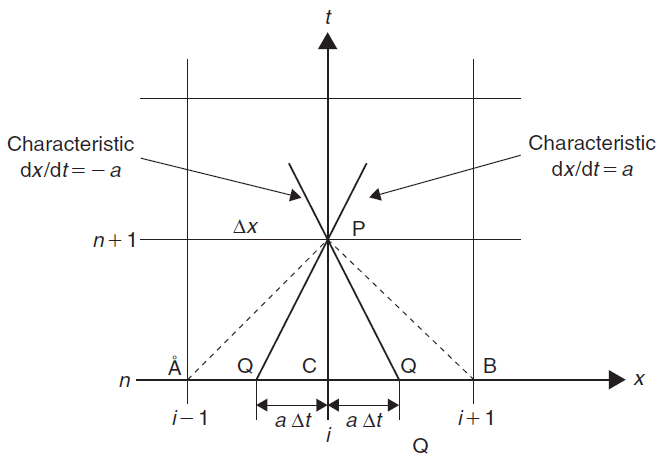 t
Characteristic
dx/dt = – a
Characteristic
dx/dt = a
Δx
P
n + 1
Å
Q
C
Q
B
n
x
i – 1
a Δt
i
a Δt
i + 1
Q